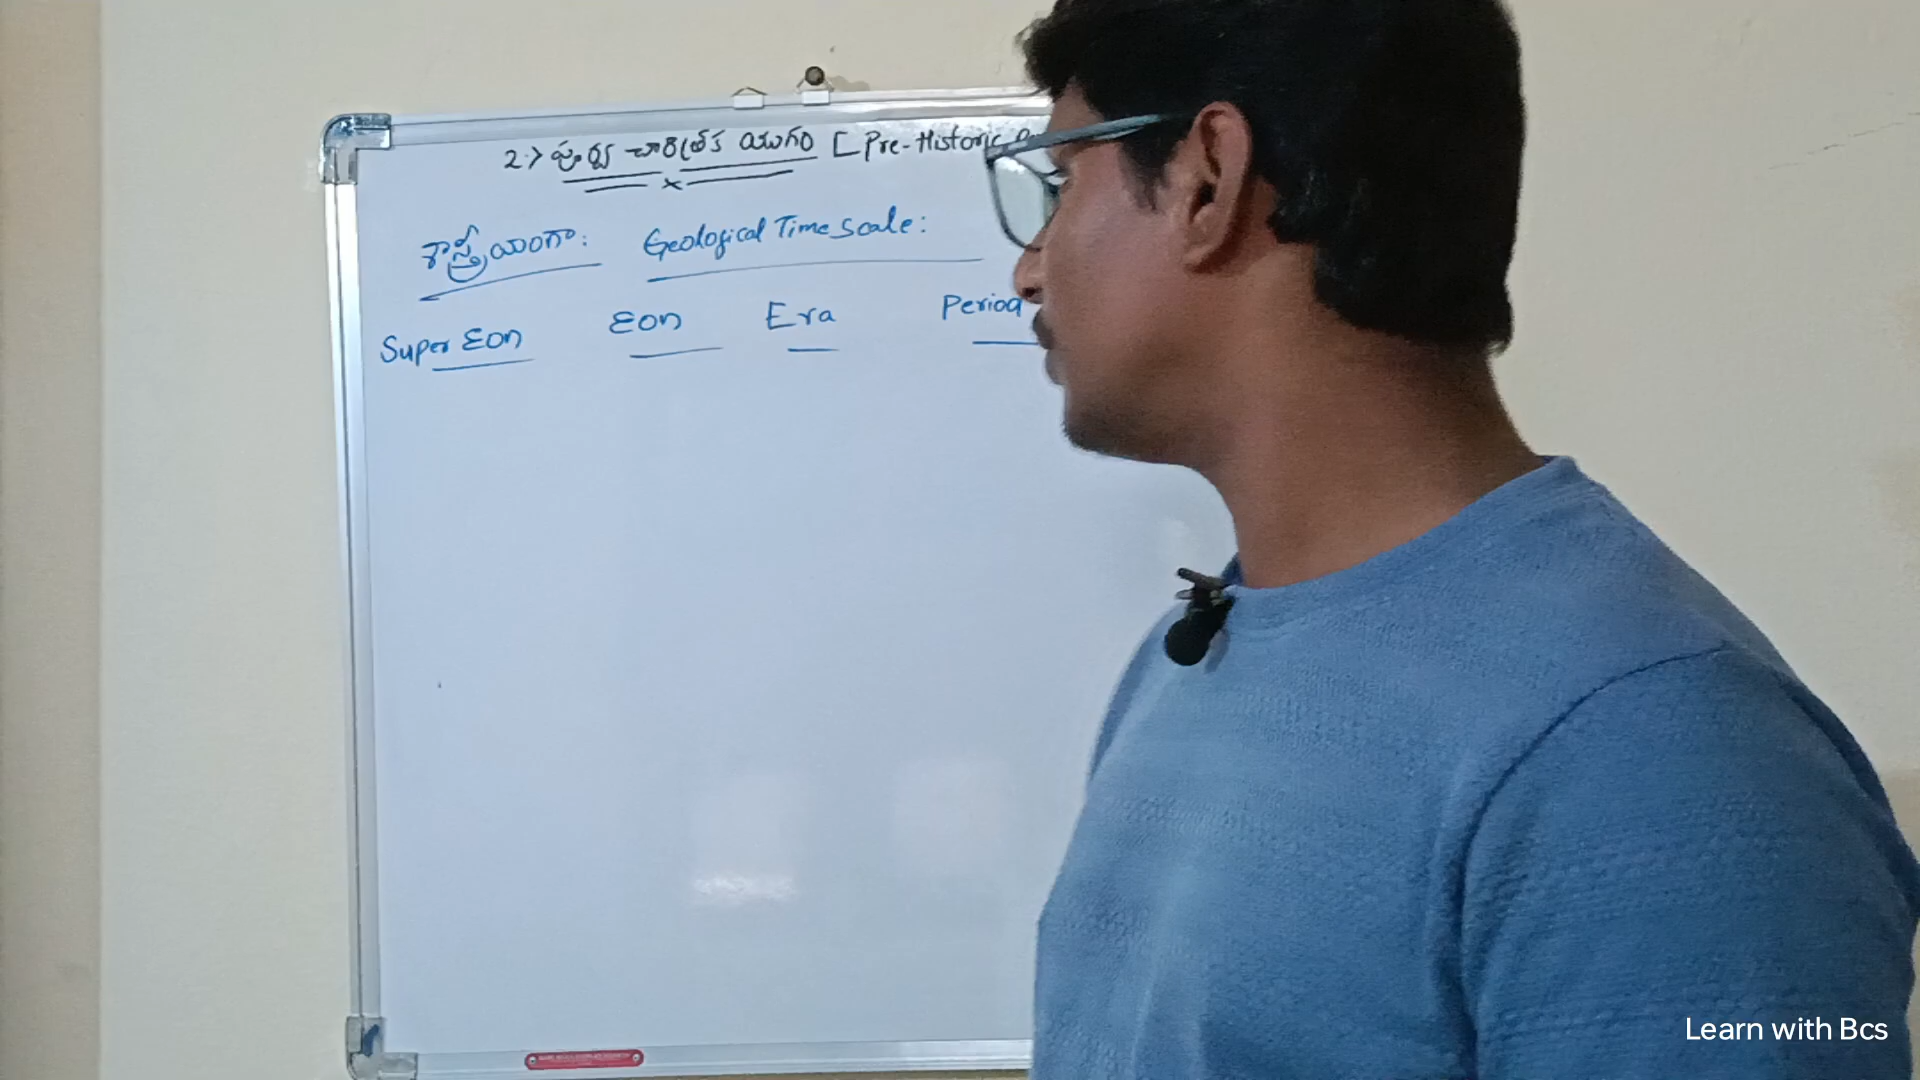 2.> పూర్వ చారిత్రక యుగం [ Pre-Historic
శాస్త్రీయంగా: Geological Time scale:
Super Eon Eon Era Period
Learn with Bcs